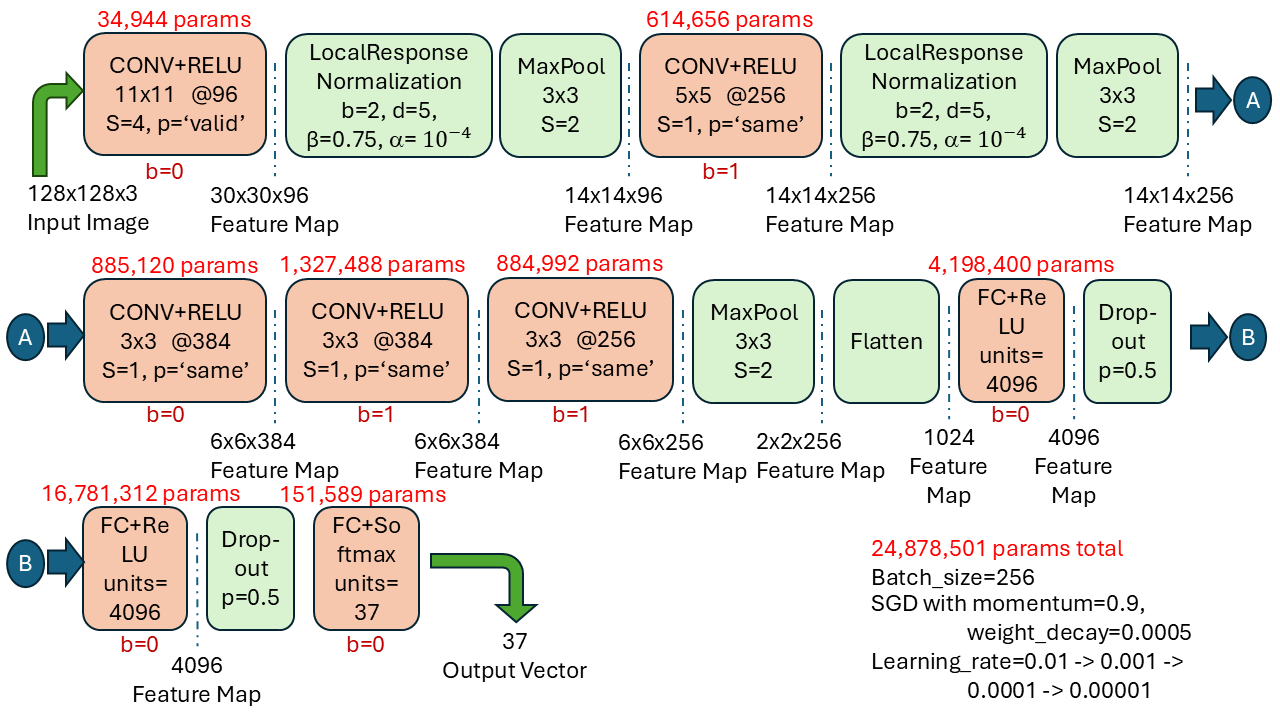 34,944 params
614,656 params
CONV+RELU
11x11 @96
S=4, p=‘valid’
LocalResponse
Normalization
b=2, d=5,
β=0.75, α= 10⁻⁴
MaxPool
3x3
S=2
CONV+RELU
5x5 @256
S=1, p=‘same’
LocalResponse
Normalization
b=2, d=5,
β=0.75, α= 10⁻⁴
MaxPool
3x3
S=2
A
b=0
b=1
128x128x3
Input Image
30x30x96
Feature Map
14x14x96
Feature Map
14x14x256
Feature Map
14x14x256
Feature Map
885,120 params
1,327,488 params
884,992 params
4,198,400 params
A
CONV+RELU
3x3 @384
S=1, p=‘same’
CONV+RELU
3x3 @384
S=1, p=‘same’
CONV+RELU
3x3 @256
S=1, p=‘same’
MaxPool
3x3
S=2
Flatten
FC+Re
LU
units=
4096
Drop-
out
p=0.5
B
b=0
b=1
b=1
b=0
6x6x384
Feature Map
6x6x384
Feature Map
6x6x256
Feature Map
2x2x256
Feature Map
1024
Feature
Map
4096
Feature
Map
16,781,312 params
151,589 params
B
FC+Re
LU
units=
4096
Drop-
out
p=0.5
FC+So
ftmax
units=
37
b=0
b=0
4096
Feature Map
37
Output Vector
24,878,501 params total
Batch_size=256
SGD with momentum=0.9,
weight_decay=0.0005
Learning_rate=0.01 -> 0.001 ->
0.0001 -> 0.00001